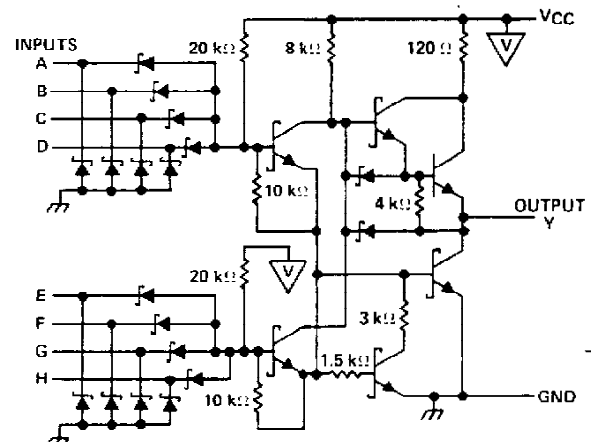 VCC
V
INPUTS
20 kΩ
8 kΩ
120 Ω
A
B
C
D
10 kΩ
4 kΩ
OUTPUT
Y
20 kΩ
V
E
F
3 kΩ
G
1.5 kΩ
H
10 kΩ
GND